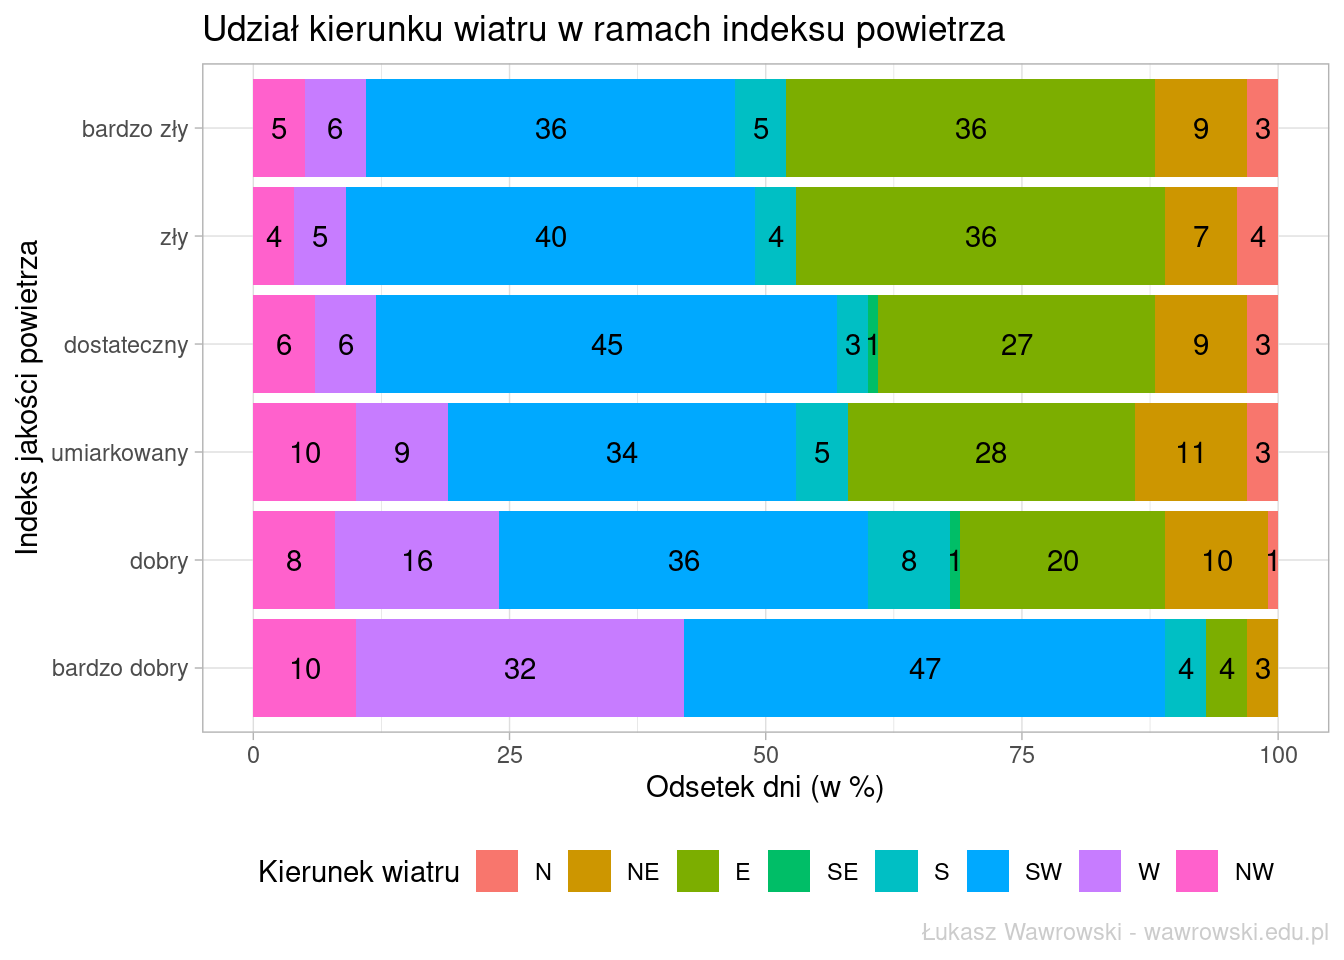 Udział kierunku wiatru w ramach indeksu powietrza
Indeks jakości powietrza
bardzo zły 5 6 36 5 36 9 3
zły 4 5 40 4 36 7 4
dostateczny 6 6 45 3 1 27 9 3
umiarkowany 10 9 34 5 28 11 3
dobry 8 16 36 8 1 20 10 1
bardzo dobry 10 32 47 4 4 3
0 25 50 75 100
Odsetek dni (w %)
Kierunek wiatru N NE E SE S SW W NW
Łukasz Wawrowski - wawrowski.edu.pl